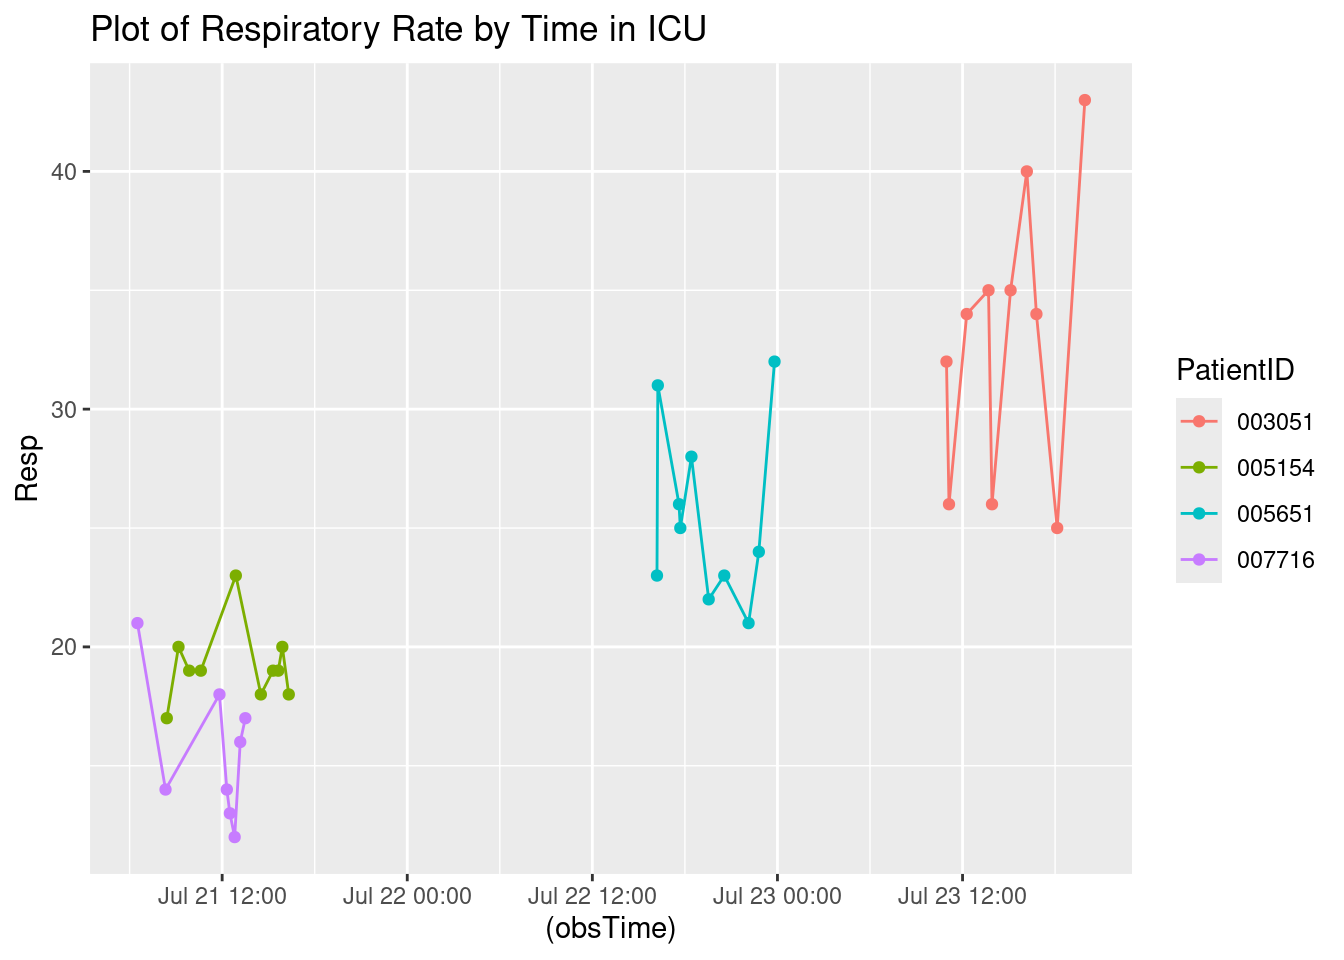 Plot of Respiratory Rate by Time in ICU
40
30
20
Resp
Jul 21 12:00
Jul 22 00:00
Jul 22 12:00
Jul 23 00:00
Jul 23 12:00
(obsTime)
PatientID
003051
005154
005651
007716